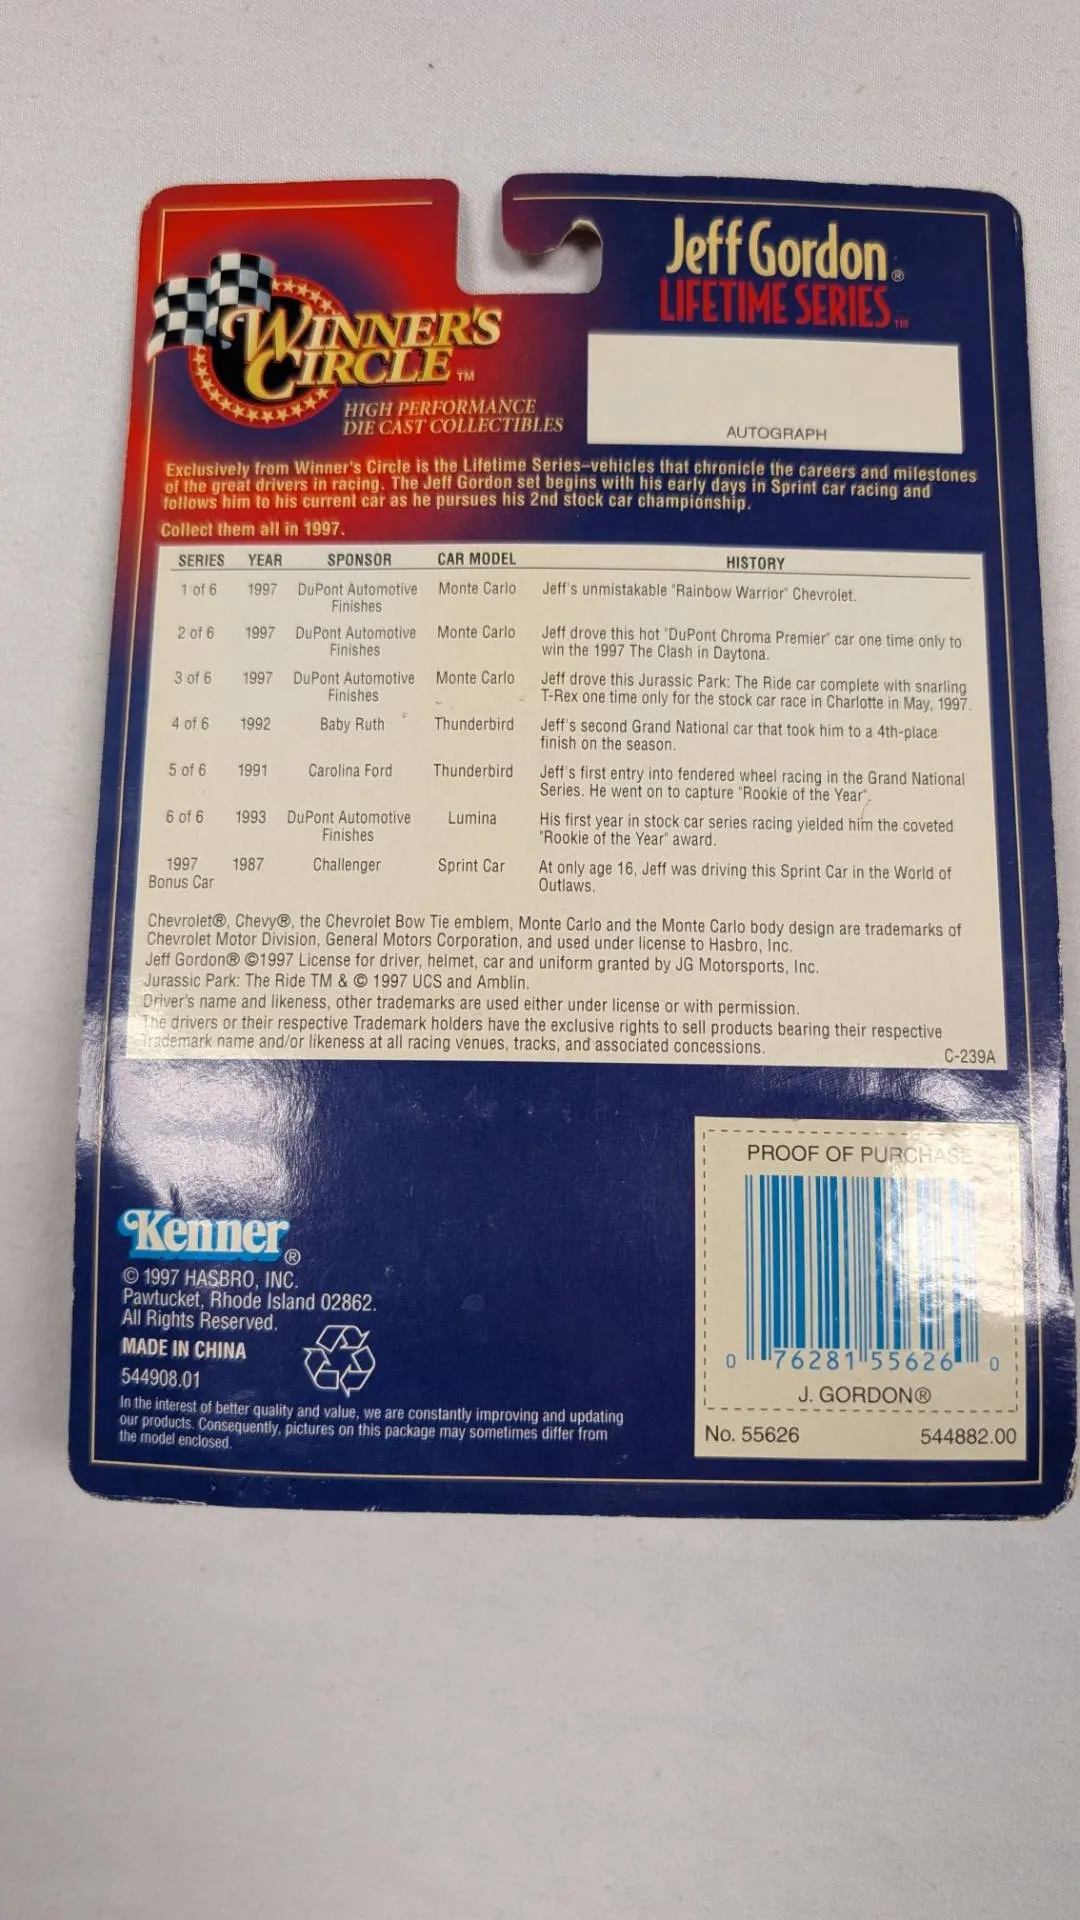 WINNER'S
CIRCLE™
HIGH PERFORMANCE
DIE CAST COLLECTIBLES
Jeff Gordon®
LIFETIME SERIES™
AUTOGRAPH
Exclusively from Winner's Circle is the Lifetime Series–vehicles that chronicle the careers and milestones
of the great drivers in racing. The Jeff Gordon set begins with his early days in Sprint car racing and
follows him to his current car as he pursues his 2nd stock car championship.
Collect them all in 1997.
SERIES YEAR SPONSOR CAR MODEL HISTORY
1 of 6 1997 DuPont Automotive Monte Carlo Jeff's unmistakable "Rainbow Warrior" Chevrolet.
Finishes
2 of 6 1997 DuPont Automotive Monte Carlo Jeff drove this hot "DuPont Chroma Premier" car one time only to
Finishes win the 1997 The Clash in Daytona.
3 of 6 1997 DuPont Automotive Monte Carlo Jeff drove this Jurassic Park: The Ride car complete with snarling
Finishes T-Rex one time only for the stock car race in Charlotte in May, 1997.
4 of 6 1992 Baby Ruth Thunderbird Jeff's second Grand National car that took him to a 4th-place
finish on the season.
5 of 6 1991 Carolina Ford Thunderbird Jeff's first entry into fendered wheel racing in the Grand National
Series. He went on to capture "Rookie of the Year".
6 of 6 1993 DuPont Automotive Lumina His first year in stock car series racing yielded him the coveted
Finishes "Rookie of the Year" award.
1997 1987 Challenger Sprint Car At only age 16, Jeff was driving this Sprint Car in the World of
Bonus Car Outlaws.
Chevrolet®, Chevy®, the Chevrolet Bow Tie emblem, Monte Carlo and the Monte Carlo body design are trademarks of
Chevrolet Motor Division, General Motors Corporation, and used under license to Hasbro, Inc.
Jeff Gordon® ©1997 License for driver, helmet, car and uniform granted by JG Motorsports, Inc.
Jurassic Park: The Ride TM & © 1997 UCS and Amblin.
Driver's name and likeness, other trademarks are used either under license or with permission.
The drivers or their respective Trademark holders have the exclusive rights to sell products bearing their respective
Trademark name and/or likeness at all racing venues, tracks, and associated concessions.
C-239A
Kenner®
© 1997 HASBRO, INC.
Pawtucket, Rhode Island 02862.
All Rights Reserved.
MADE IN CHINA
544908.01
In the interest of better quality and value, we are constantly improving and updating
our products. Consequently, pictures on this package may sometimes differ from
the model enclosed.
PROOF OF PURCHASE
0 76281 55626 0
J. GORDON®
No. 55626 544882.00